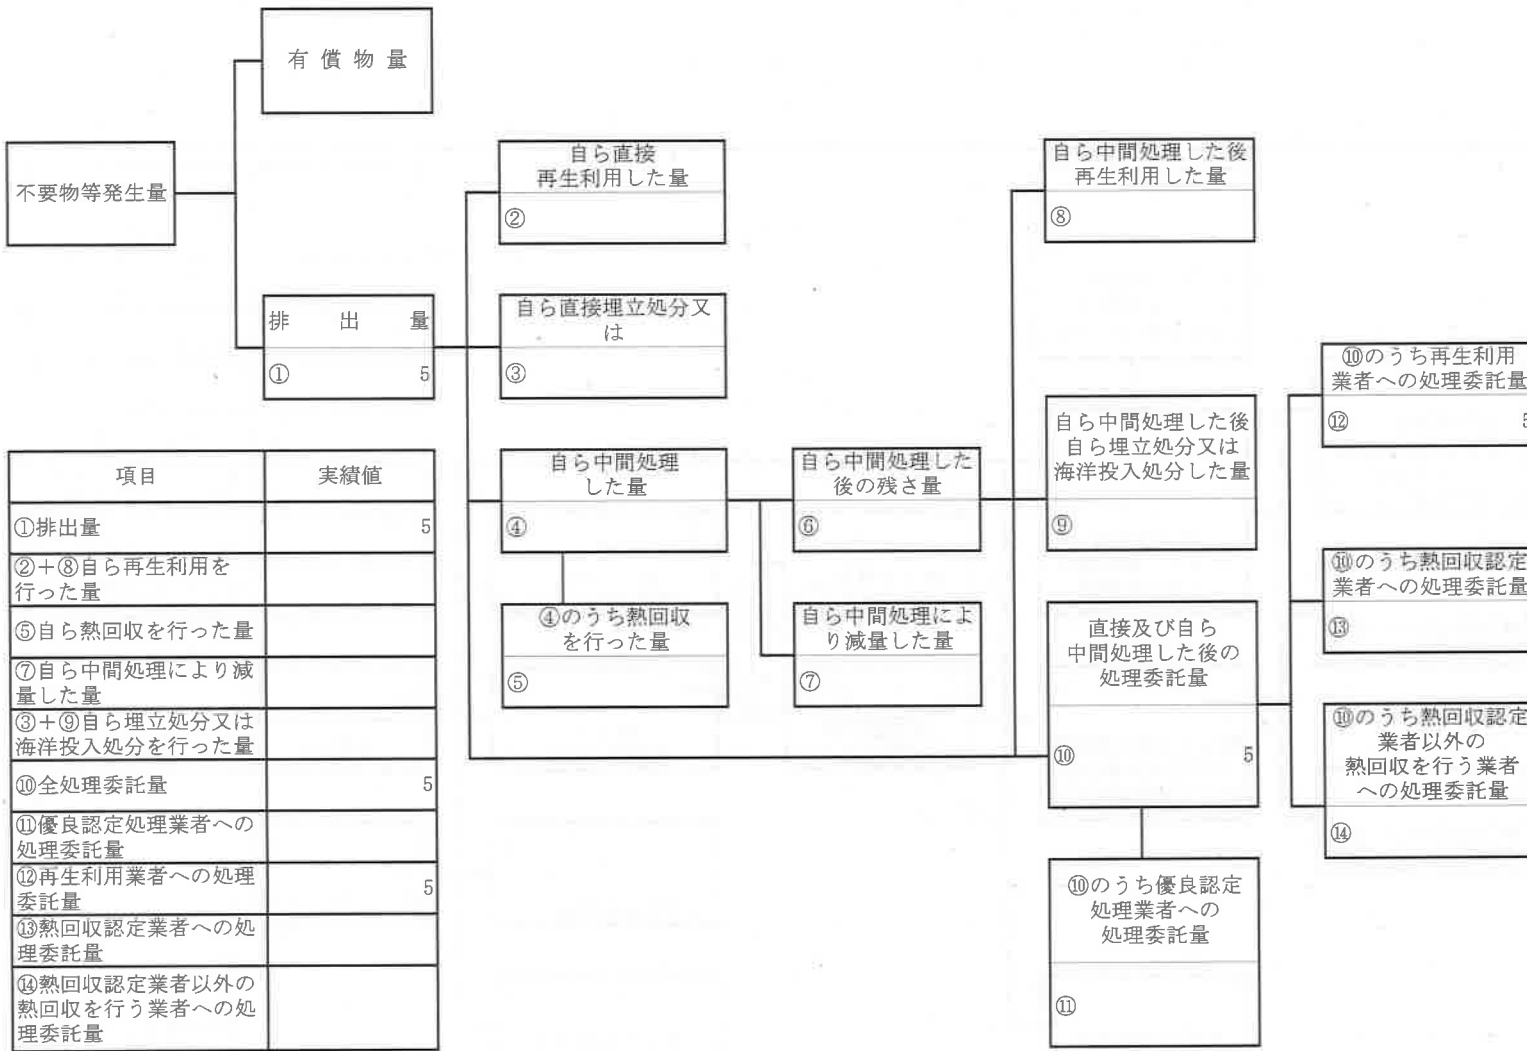 有償物量
不要物等発生量
排出量
① 5
自ら直接
再生利用した量
②
自ら直接埋立処分又
は
③
自ら中間処理
した量
④
④のうち熱回収
を行った量
⑤
自ら中間処理した
後の残さ量
⑥
自ら中間処理によ
り減量した量
⑦
自ら中間処理した後
再生利用した量
⑧
自ら中間処理した後
自ら埋立処分又は
海洋投入処分した量
⑨
直接及び自ら
中間処理した後の
処理委託量
⑩ 5
⑩のうち優良認定
処理業者への
処理委託量
⑪
⑩のうち再生利用
業者への処理委託量
⑫ 5
⑩のうち熱回収認定
業者への処理委託量
⑬
⑩のうち熱回収認定
業者以外の
熱回収を行う業者
への処理委託量
⑭
項目 実績値
①排出量 5
②+⑧自ら再生利用を
行った量
⑤自ら熱回収を行った量
⑦自ら中間処理により減
量した量
③+⑨自ら埋立処分又は
海洋投入処分を行った量
⑩全処理委託量 5
⑪優良認定処理業者への
処理委託量
⑫再生利用業者への処理
委託量 5
⑬熱回収認定業者への処
理委託量
⑭熱回収認定業者以外の
熱回収を行う業者への処
理委託量